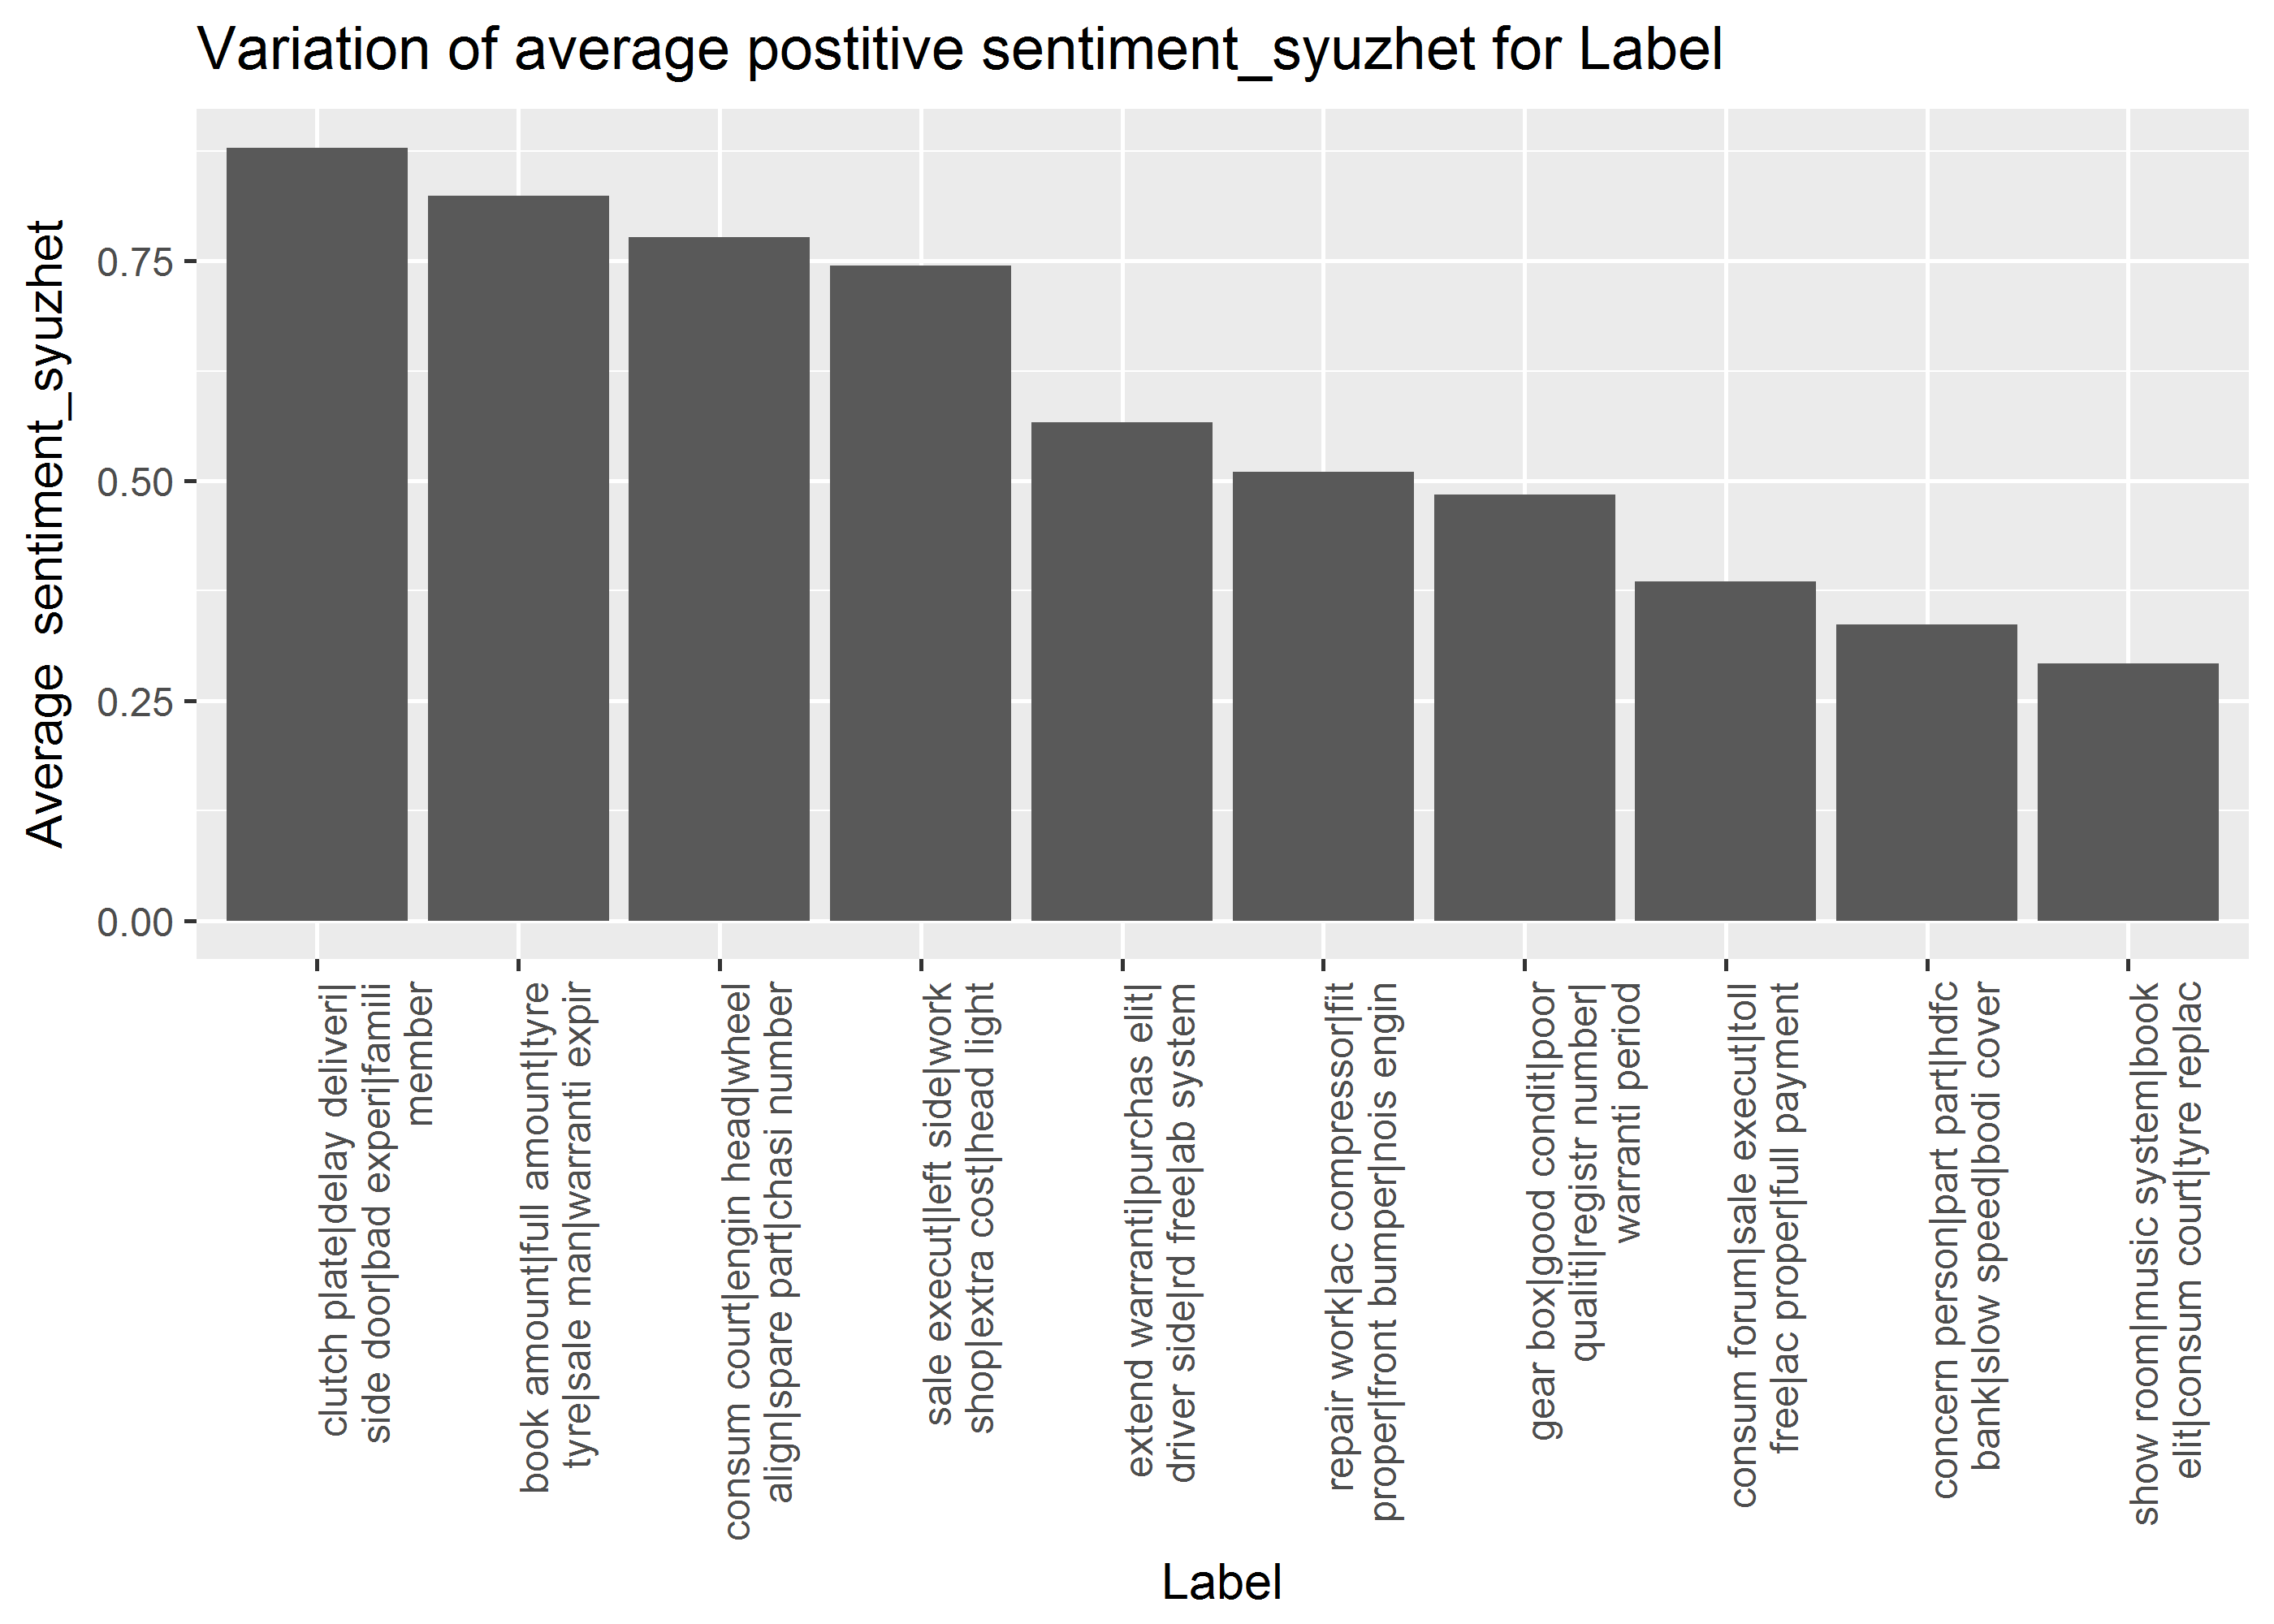 Variation of average postitive sentiment_syuzhet for Label
Average  sentiment_syuzhet
0.75
0.50
0.25
0.00
clutch plate|delay deliveri|
side door|bad experi|famili
member
book amount|full amount|tyre
tyre|sale man|warranti expir
consum court|engin head|wheel
align|spare part|chasi number
sale execut|left side|work
shop|extra cost|head light
extend warranti|purchas elit|
driver side|rd free|ab system
repair work|ac compressor|fit
proper|front bumper|nois engin
gear box|good condit|poor
qualiti|registr number|
warranti period
consum forum|sale execut|toll
free|ac proper|full payment
concern person|part part|hdfc
bank|slow speed|bodi cover
show room|music system|book
elit|consum court|tyre replac
Label